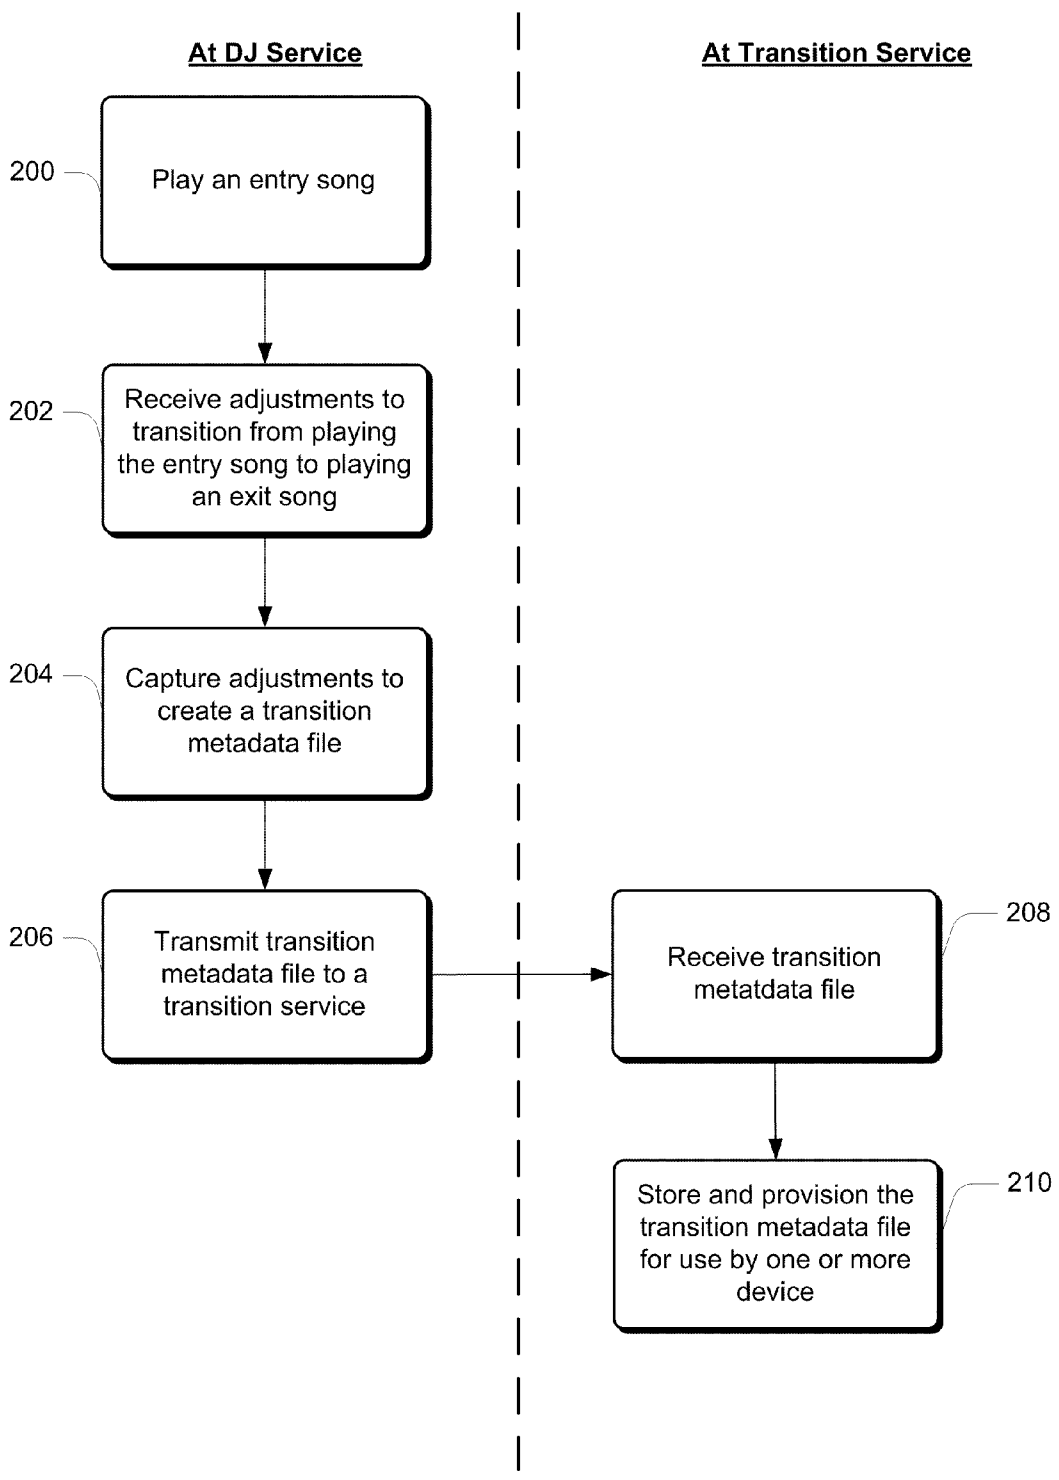 At DJ Service
At Transition Service
200
Play an entry song
202
Receive adjustments to
transition from playing
the entry song to playing
an exit song
204
Capture adjustments to
create a transition
metadata file
206
Transmit transition
metadata file to a
transition service
208
Receive transition
metatdata file
210
Store and provision the
transition metadata file
for use by one or more
device